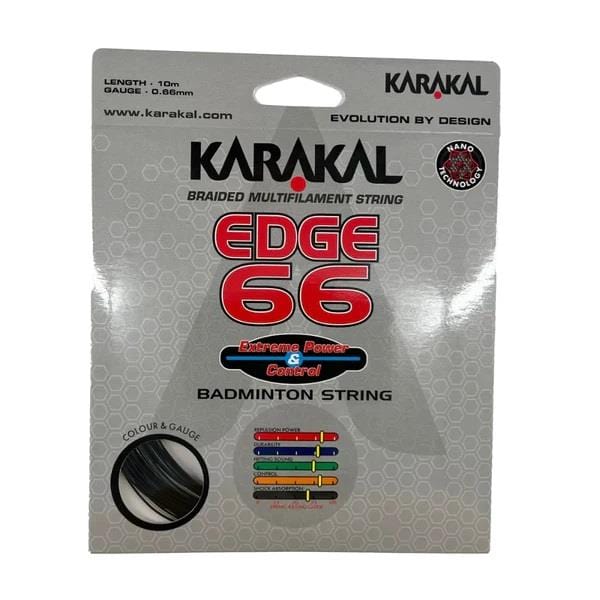 LENGTH · 10m
GAUGE · 0.66mm
www.karakal.com
KARAKAL
EVOLUTION BY DESIGN
NANO TECHNOLOGY
KARAKAL
BRAIDED MULTIFILAMENT STRING
EDGE
66
Extreme Power
&
Control
BADMINTON STRING
COLOUR & GAUGE
REPULSION POWER
DURABILITY
HITTING SOUND
CONTROL
SHOCK ABSORPTION